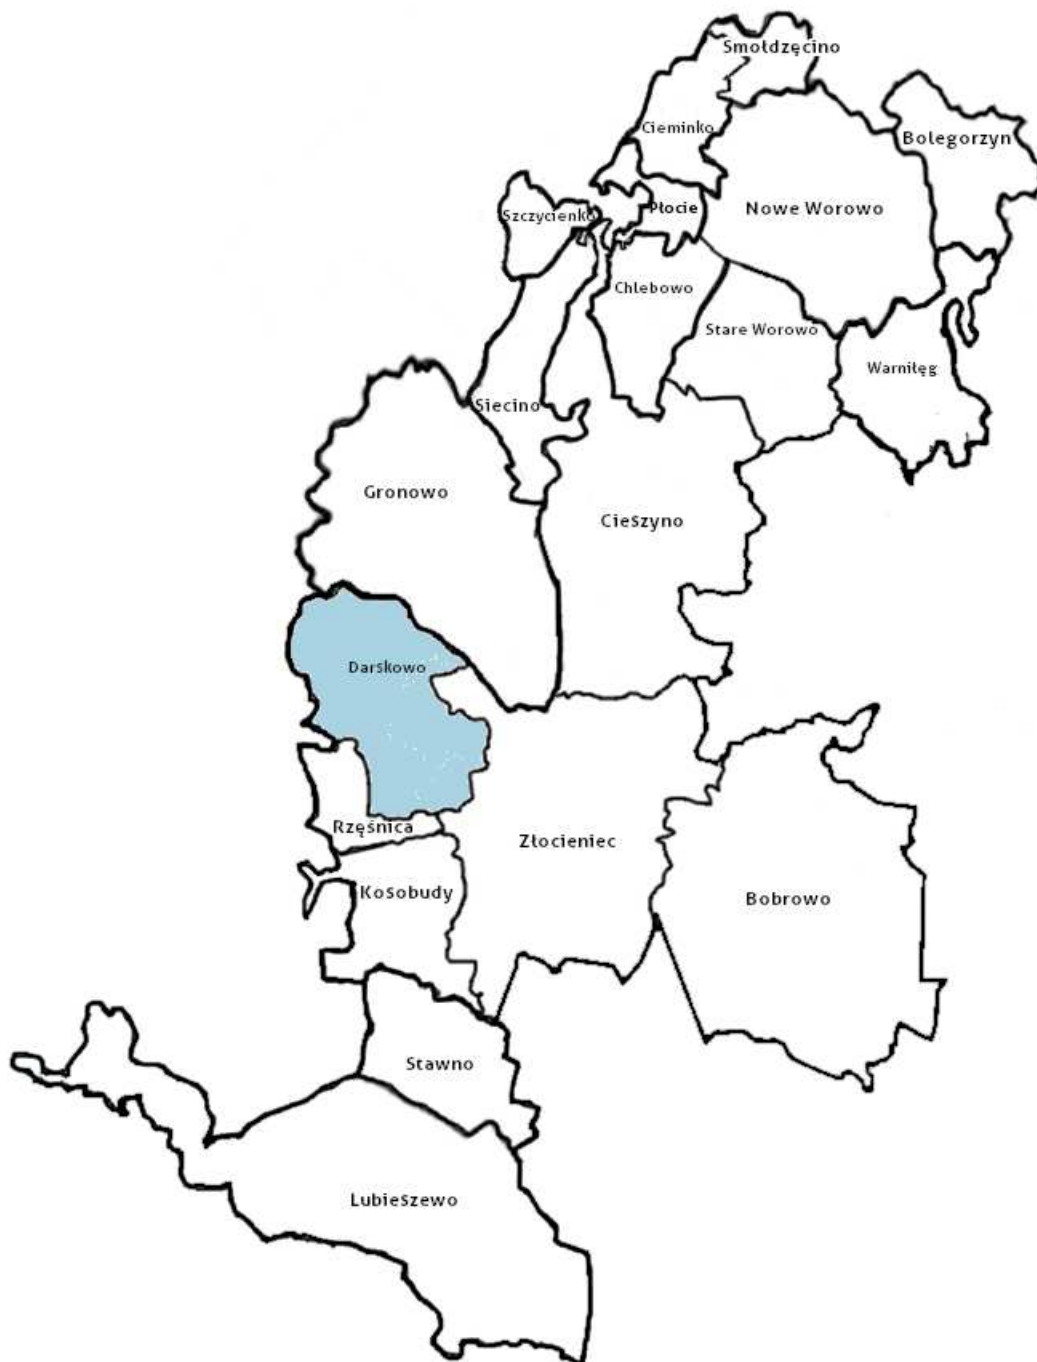 Smołdzęcino
Cieminko
Bolegorzyn
Szczycienko
Płocie
Nowe Worowo
Chlebowo
Stare Worowo
Warniłęg
Siecino
Gronowo
Cieszyno
Darskowo
Rzęśnica
Złocieniec
Kosobudy
Bobrowo
Stawno
Lubieszewo